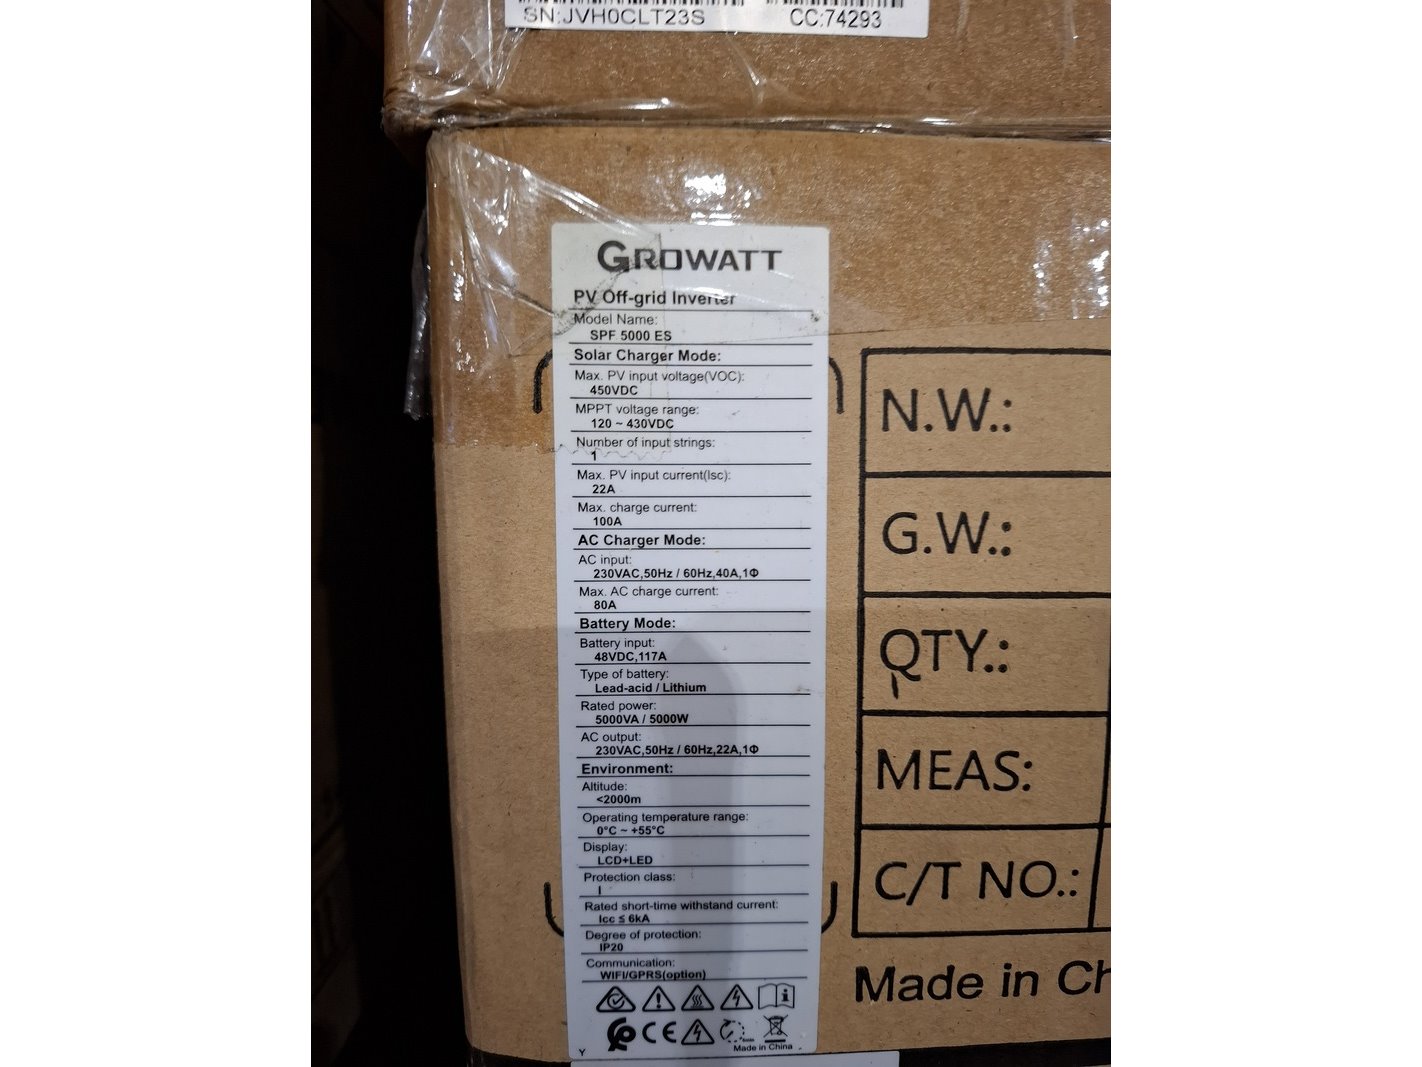 SN:JVH0CLT23S CC:74293
GROWATT
PV Off-grid Inverter
Model Name:
SPF 5000 ES
Solar Charger Mode:
Max. PV input voltage(VOC):
450VDC
MPPT voltage range:
120 ~ 430VDC
Number of input strings:
1
Max. PV input current(Isc):
22A
Max. charge current:
100A
AC Charger Mode:
AC input:
230VAC,50Hz / 60Hz,40A,1Φ
Max. AC charge current:
80A
Battery Mode:
Battery input:
48VDC,117A
Type of battery:
Lead-acid / Lithium
Rated power:
5000VA / 5000W
AC output:
230VAC,50Hz / 60Hz,22A,1Φ
Environment:
Altitude:
<2000m
Operating temperature range:
0°C ~ +55°C
Display:
LCD+LED
Protection class:
I
Rated short-time withstand current:
Icc ≤ 6kA
Degree of protection:
IP20
Communication:
WIFI/GPRS(option)
CE
Made in China
Y
N.W.:
G.W.:
QTY.:
MEAS:
C/T NO.:
Made in Ch